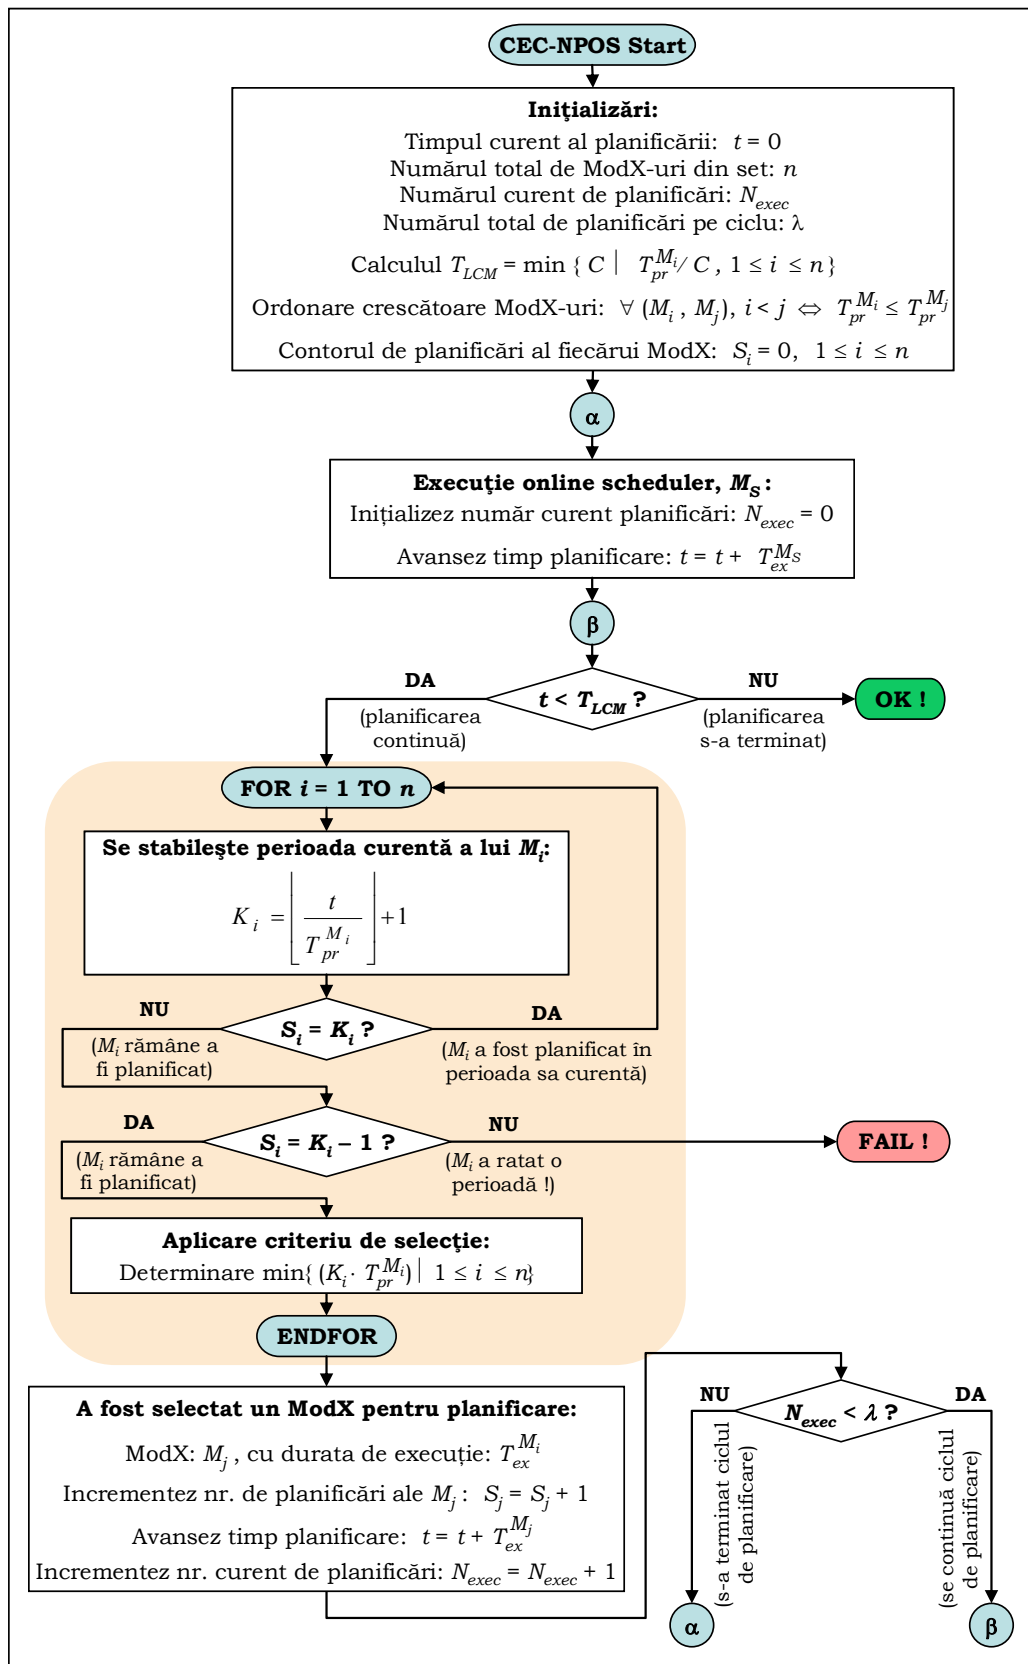 CEC-NPOS Start
Iniţializări:
Timpul curent al planificării: t = 0
Numărul total de ModX-uri din set: n
Numărul curent de planificări: N_exec
Numărul total de planificări pe ciclu: λ
Calculul T_LCM = min { C | T_pr^{M_i} / C , 1 ≤ i ≤ n }
Ordonare crescătoare ModX-uri: ∀ (M_i , M_j), i < j ⇔ T_pr^{M_i} ≤ T_pr^{M_j}
Contorul de planificări al fiecărui ModX: S_i = 0, 1 ≤ i ≤ n
α
Execuţie online scheduler, M_S :
Iniţializez număr curent planificări: N_exec = 0
Avansez timp planificare: t = t + T_ex^{M_S}
β
t < T_LCM ?
DA
(planificarea
continuă)
NU
(planificarea
s-a terminat)
OK !
FOR i = 1 TO n
Se stabileşte perioada curentă a lui M_i:
K_i = ⌊ t / T_pr^{M_i} ⌋ + 1
S_i = K_i ?
NU
(M_i rămâne a
fi planificat)
DA
(M_i a fost planificat în
perioada sa curentă)
S_i = K_i – 1 ?
DA
(M_i rămâne a
fi planificat)
NU
(M_i a ratat o
perioadă !)
FAIL !
Aplicare criteriu de selecţie:
Determinare min{ (K_i · T_pr^{M_i}) | 1 ≤ i ≤ n}
ENDFOR
A fost selectat un ModX pentru planificare:
ModX: M_j , cu durata de execuţie: T_ex^{M_i}
Incrementez nr. de planificări ale M_j : S_j = S_j + 1
Avansez timp planificare: t = t + T_ex^{M_j}
Incrementez nr. curent de planificări: N_exec = N_exec + 1
N_exec < λ ?
NU
(s-a terminat ciclul
de planificare)
α
DA
(se continuă ciclul
de planificare)
β